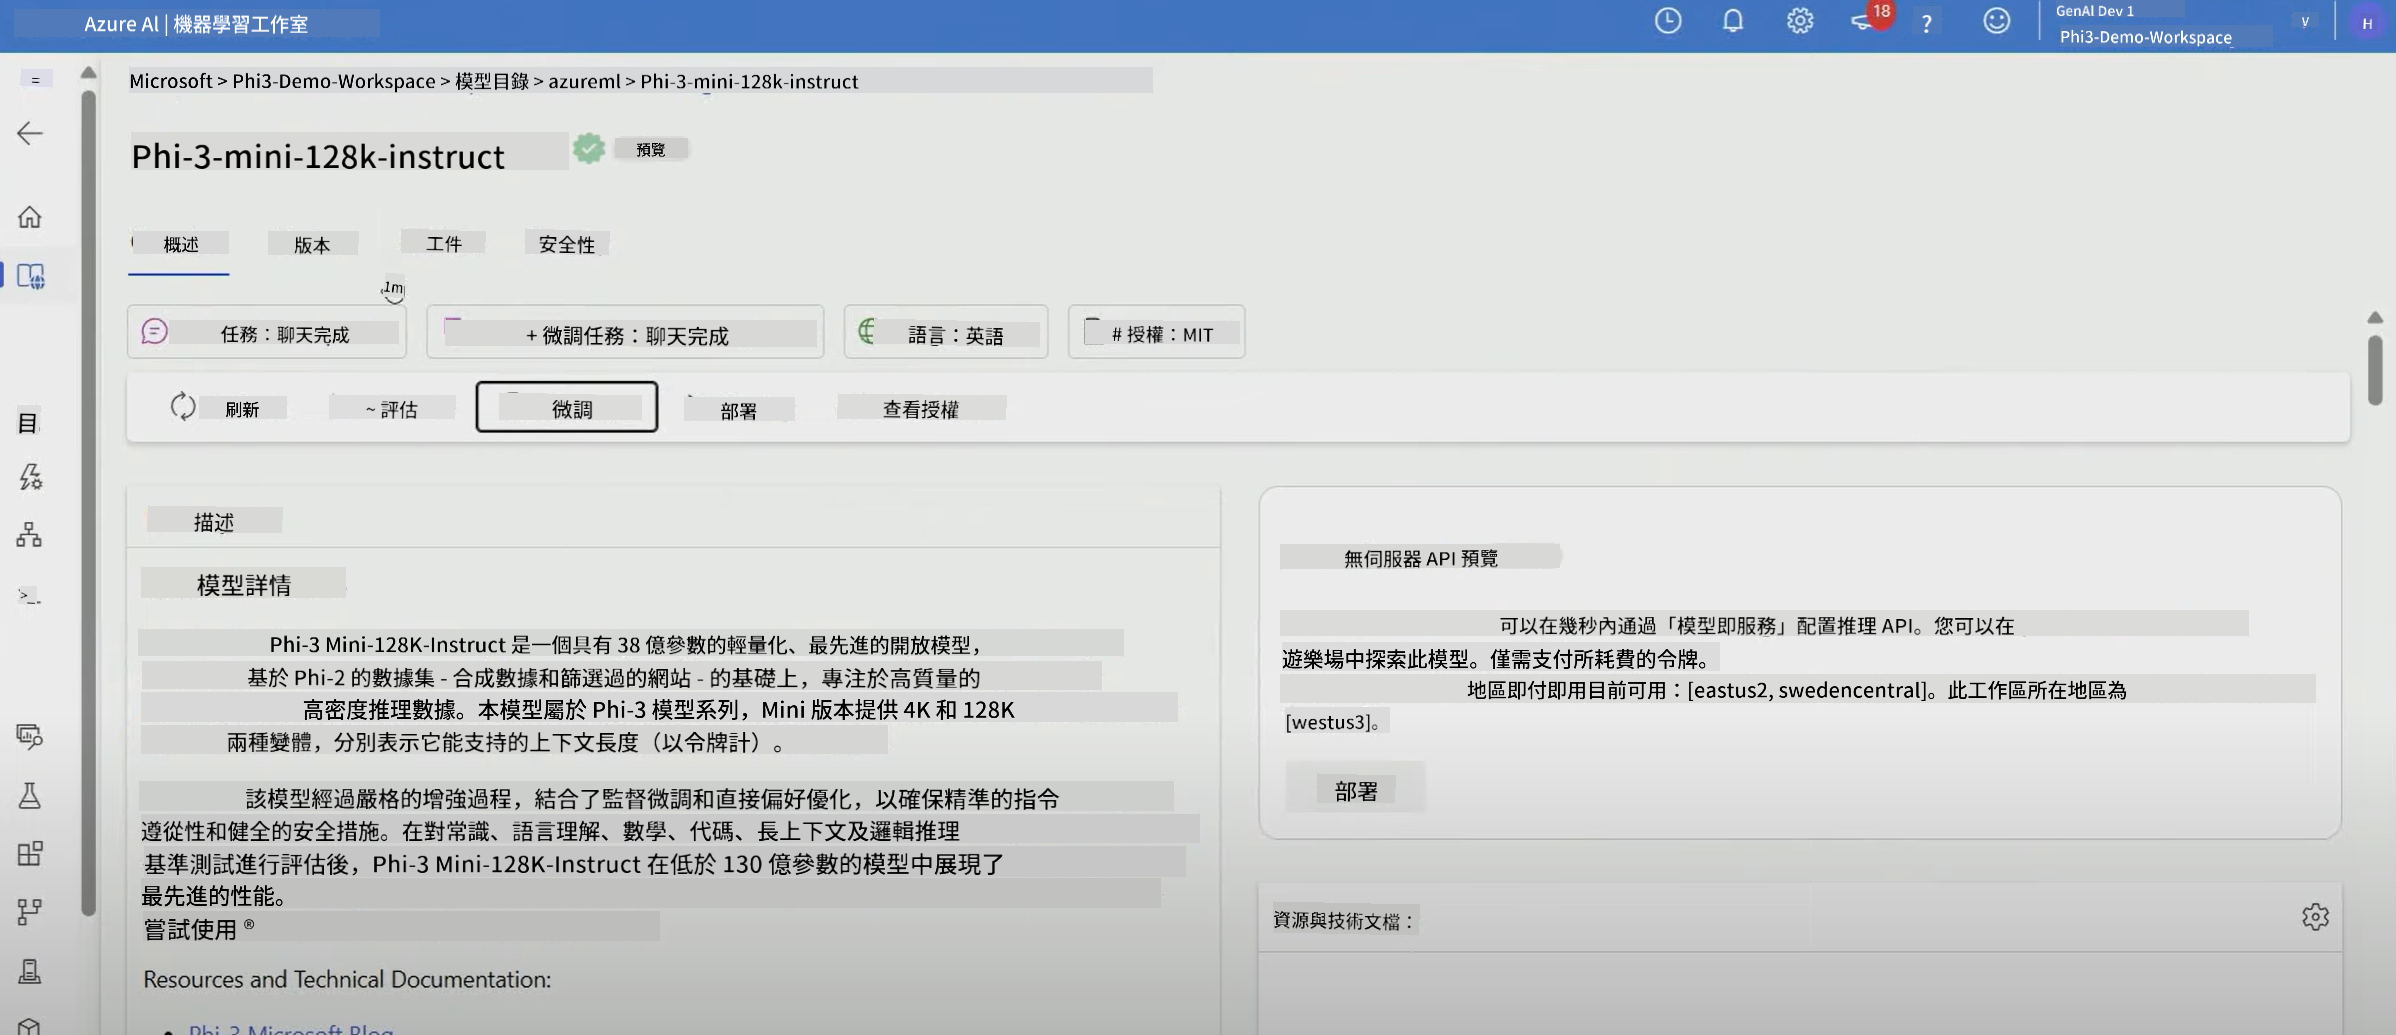 Azure AI | 機器學習工作室
18
?
GenAI Dev 1
Phi3-Demo-Workspace
v
H
Microsoft > Phi3-Demo-Workspace > 模型目錄 > azureml > Phi-3-mini-128k-instruct
Phi-3-mini-128k-instruct
預覽
概述
版本
工件
安全性
1m
任務：聊天完成
+ 微調任務：聊天完成
語言：英語
# 授權：MIT
刷新
~ 評估
微調
部署
查看授權
目
描述
模型詳情
Phi-3 Mini-128K-Instruct 是一個具有 38 億參數的輕量化、最先進的開放模型，
基於 Phi-2 的數據集 - 合成數據和篩選過的網站 - 的基礎上，專注於高質量的
高密度推理數據。本模型屬於 Phi-3 模型系列，Mini 版本提供 4K 和 128K
兩種變體，分別表示它能支持的上下文長度（以令牌計）。
該模型經過嚴格的增強過程，結合了監督微調和直接偏好優化，以確保精準的指令
遵從性和健全的安全措施。在對常識、語言理解、數學、代碼、長上下文及邏輯推理
基準測試進行評估後，Phi-3 Mini-128K-Instruct 在低於 130 億參數的模型中展現了
最先進的性能。
嘗試使用 ®
Resources and Technical Documentation:
• Phi-3 Microsoft Blog
無伺服器 API 預覽
可以在幾秒內通過「模型即服務」配置推理 API。您可以在
遊樂場中探索此模型。僅需支付所耗費的令牌。
地區即付即用目前可用：[eastus2, swedencentral]。此工作區所在地區為
[westus3]。
部署
資源與技術文檔：